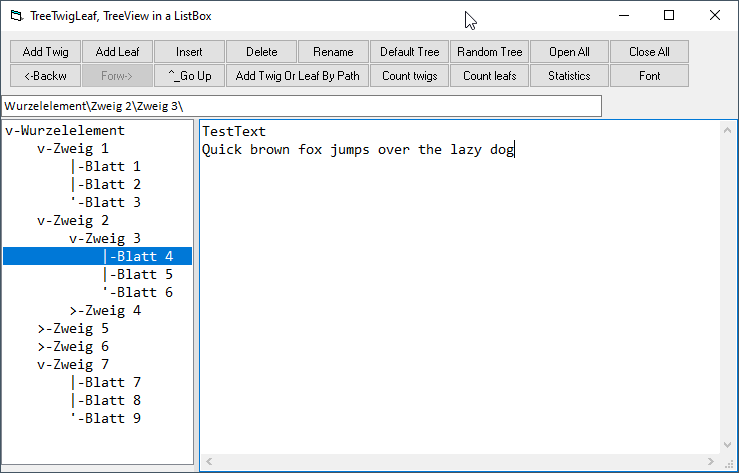 TreeTwigLeaf, TreeView in a ListBox
Add Twig Add Leaf Insert Delete Rename Default Tree Random Tree Open All Close All
<-Backw Forw-> ^_Go Up Add Twig Or Leaf By Path Count twigs Count leafs Statistics Font
Wurzelelement\Zweig 2\Zweig 3\
v-Wurzelelement
v-Zweig 1
|-Blatt 1
|-Blatt 2
'-Blatt 3
v-Zweig 2
v-Zweig 3
|-Blatt 4
|-Blatt 5
'-Blatt 6
>-Zweig 4
>-Zweig 5
>-Zweig 6
v-Zweig 7
|-Blatt 7
|-Blatt 8
'-Blatt 9
TestText
Quick brown fox jumps over the lazy dog